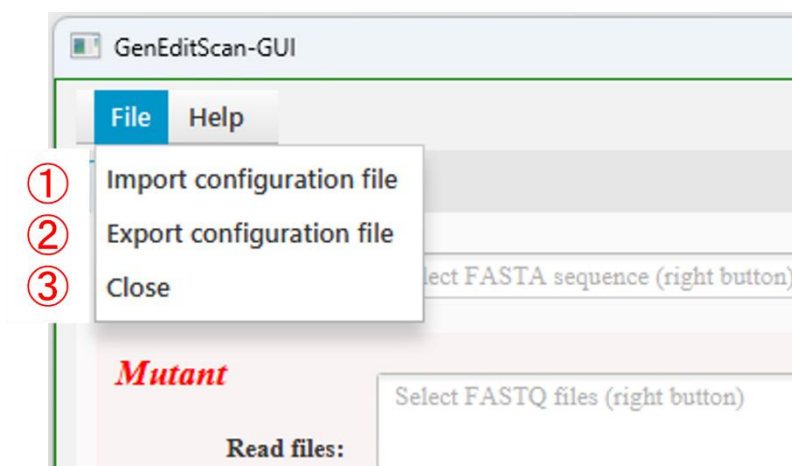 GenEditScan-GUI
File Help
① Import configuration file
② Export configuration file
③ Close
lect FASTA sequence (right button)
Mutant
Select FASTQ files (right button)
Read files: